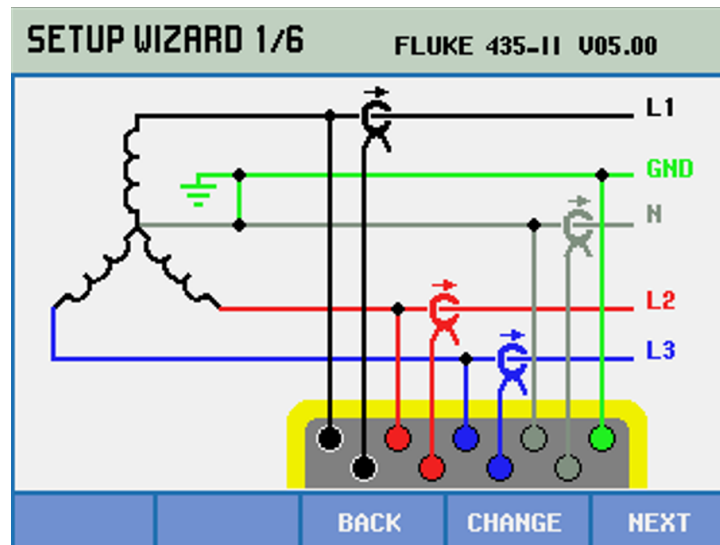 SETUP WIZARD 1/6 FLUKE 435-II V05.00
L1
GND
N
L2
L3
BACK CHANGE NEXT